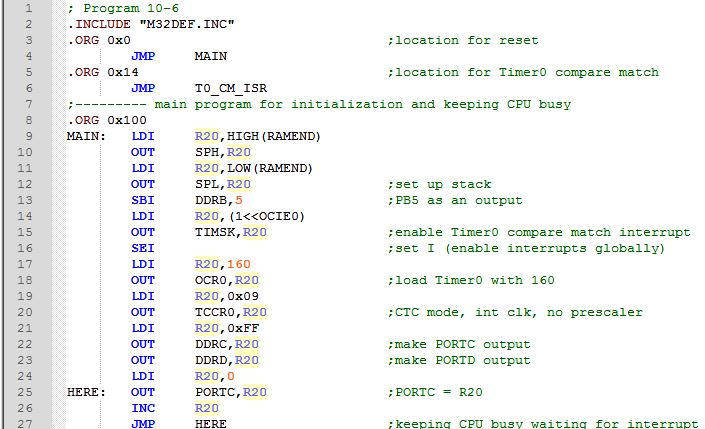 1 ; Program 10-6
2 .INCLUDE "M32DEF.INC"
3 .ORG 0x0 ;location for reset
4 JMP MAIN
5 .ORG 0x14 ;location for Timer0 compare match
6 JMP T0_CM_ISR
7 ;--------- main program for initialization and keeping CPU busy
8 .ORG 0x100
9 MAIN: LDI R20,HIGH(RAMEND)
10 OUT SPH,R20
11 LDI R20,LOW(RAMEND)
12 OUT SPL,R20 ;set up stack
13 SBI DDRB,5 ;PB5 as an output
14 LDI R20,(1<<OCIE0)
15 OUT TIMSK,R20 ;enable Timer0 compare match interrupt
16 SEI ;set I (enable interrupts globally)
17 LDI R20,160
18 OUT OCR0,R20 ;load Timer0 with 160
19 LDI R20,0x09
20 OUT TCCR0,R20 ;CTC mode, int clk, no prescaler
21 LDI R20,0xFF
22 OUT DDRC,R20 ;make PORTC output
23 OUT DDRD,R20 ;make PORTD output
24 LDI R20,0
25 HERE: OUT PORTC,R20 ;PORTC = R20
26 INC R20
27 JMP HERE ;keeping CPU busy waiting for interrupt